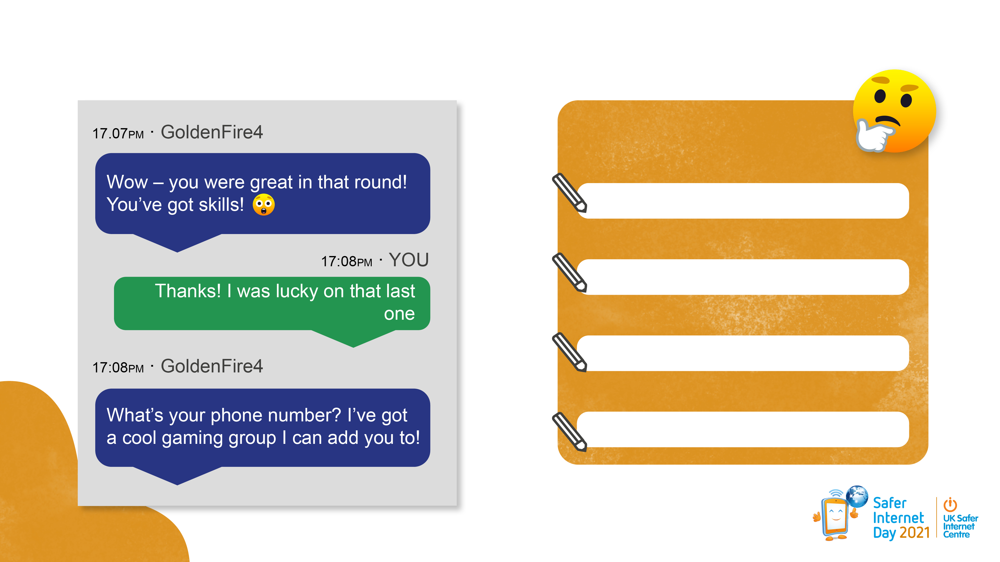 17.07PM · GoldenFire4
Wow – you were great in that round!
You’ve got skills! 😲
17:08PM · YOU
Thanks! I was lucky on that last
one
17:08PM · GoldenFire4
What’s your phone number? I’ve got
a cool gaming group I can add you to!
Safer
Internet
Day 2021
UK Safer
Internet
Centre